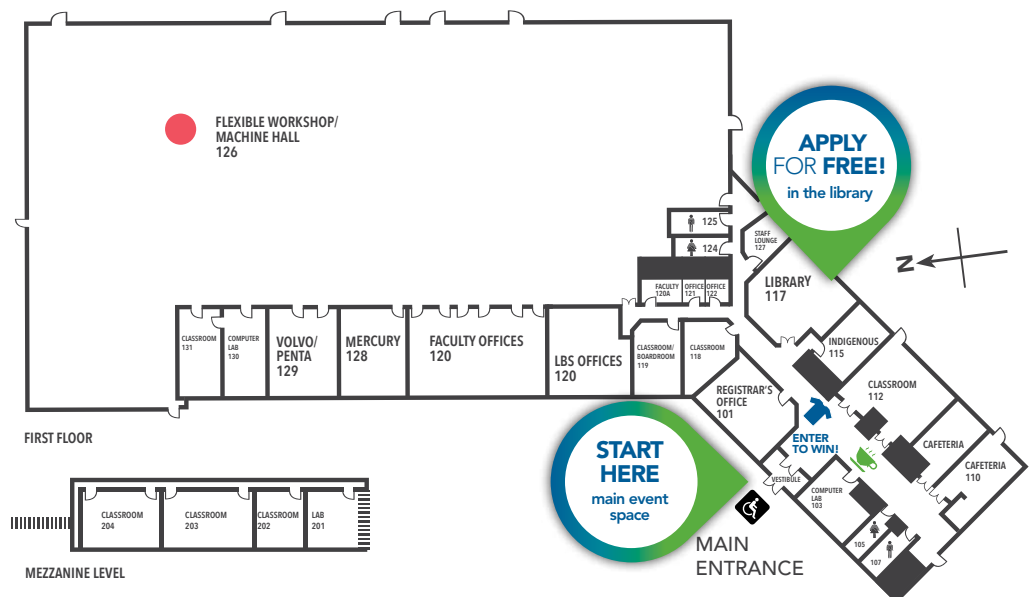 FLEXIBLE WORKSHOP/
MACHINE HALL
126
APPLY
FOR FREE!
in the library
125
124
STAFF
LOUNGE
127
FACULTY
120A
OFFICE
121
OFFICE
122
LIBRARY
117
N
CLASSROOM
131
COMPUTER
LAB
130
VOLVO/
PENTA
129
MERCURY
128
FACULTY OFFICES
120
LBS OFFICES
120
CLASSROOM/
BOARDROOM
119
CLASSROOM
118
INDIGENOUS
115
REGISTRAR'S
OFFICE
101
CLASSROOM
112
ENTER
TO WIN!
CAFETERIA
CAFETERIA
110
FIRST FLOOR
START
HERE
main event
space
VESTIBULE
COMPUTER
LAB
103
105
107
MAIN
ENTRANCE
CLASSROOM
204
CLASSROOM
203
CLASSROOM
202
LAB
201
MEZZANINE LEVEL